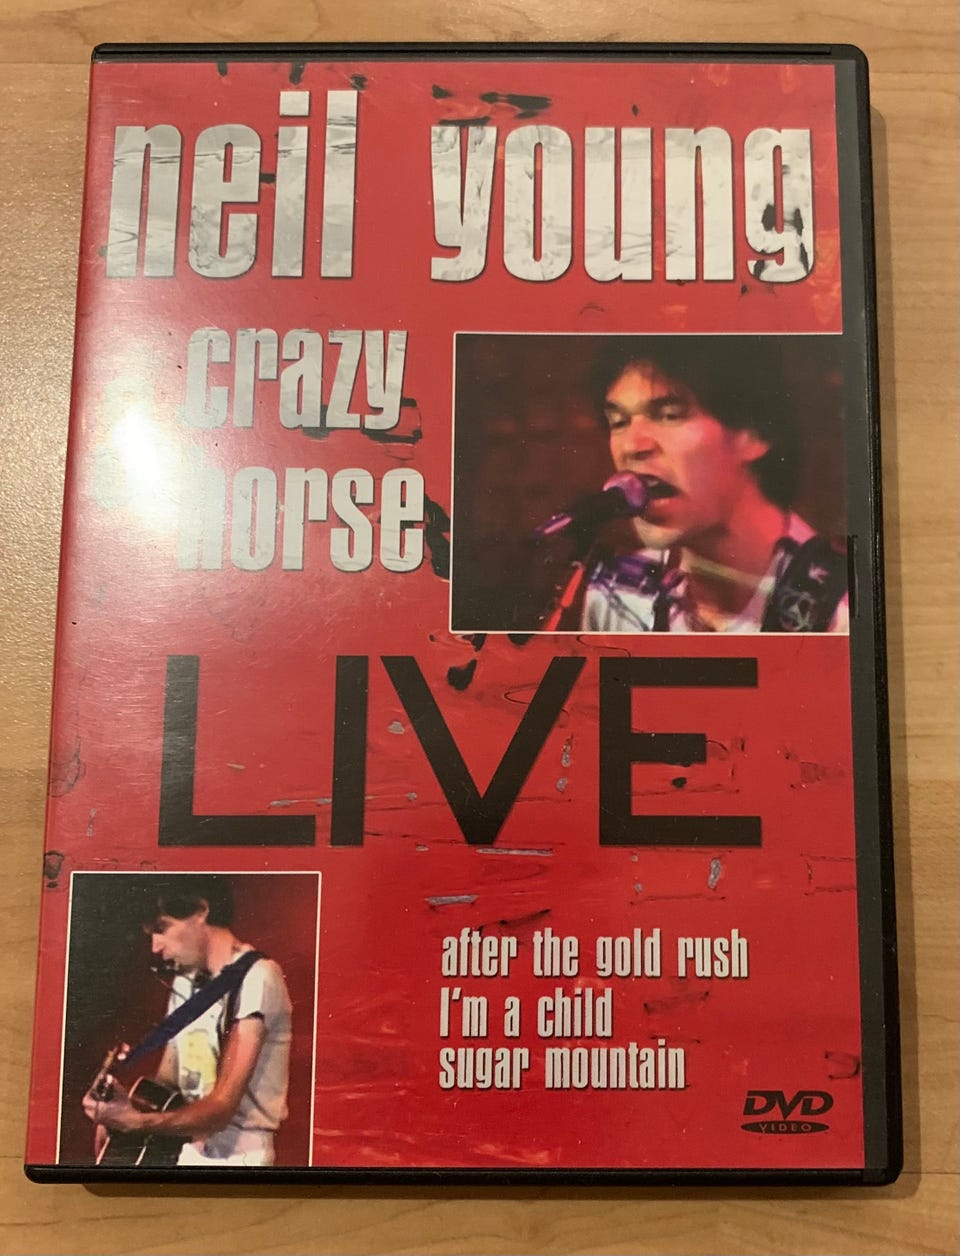 neil young
crazy
horse
LIVE
after the gold rush
I'm a child
sugar mountain
DVD
VIDEO